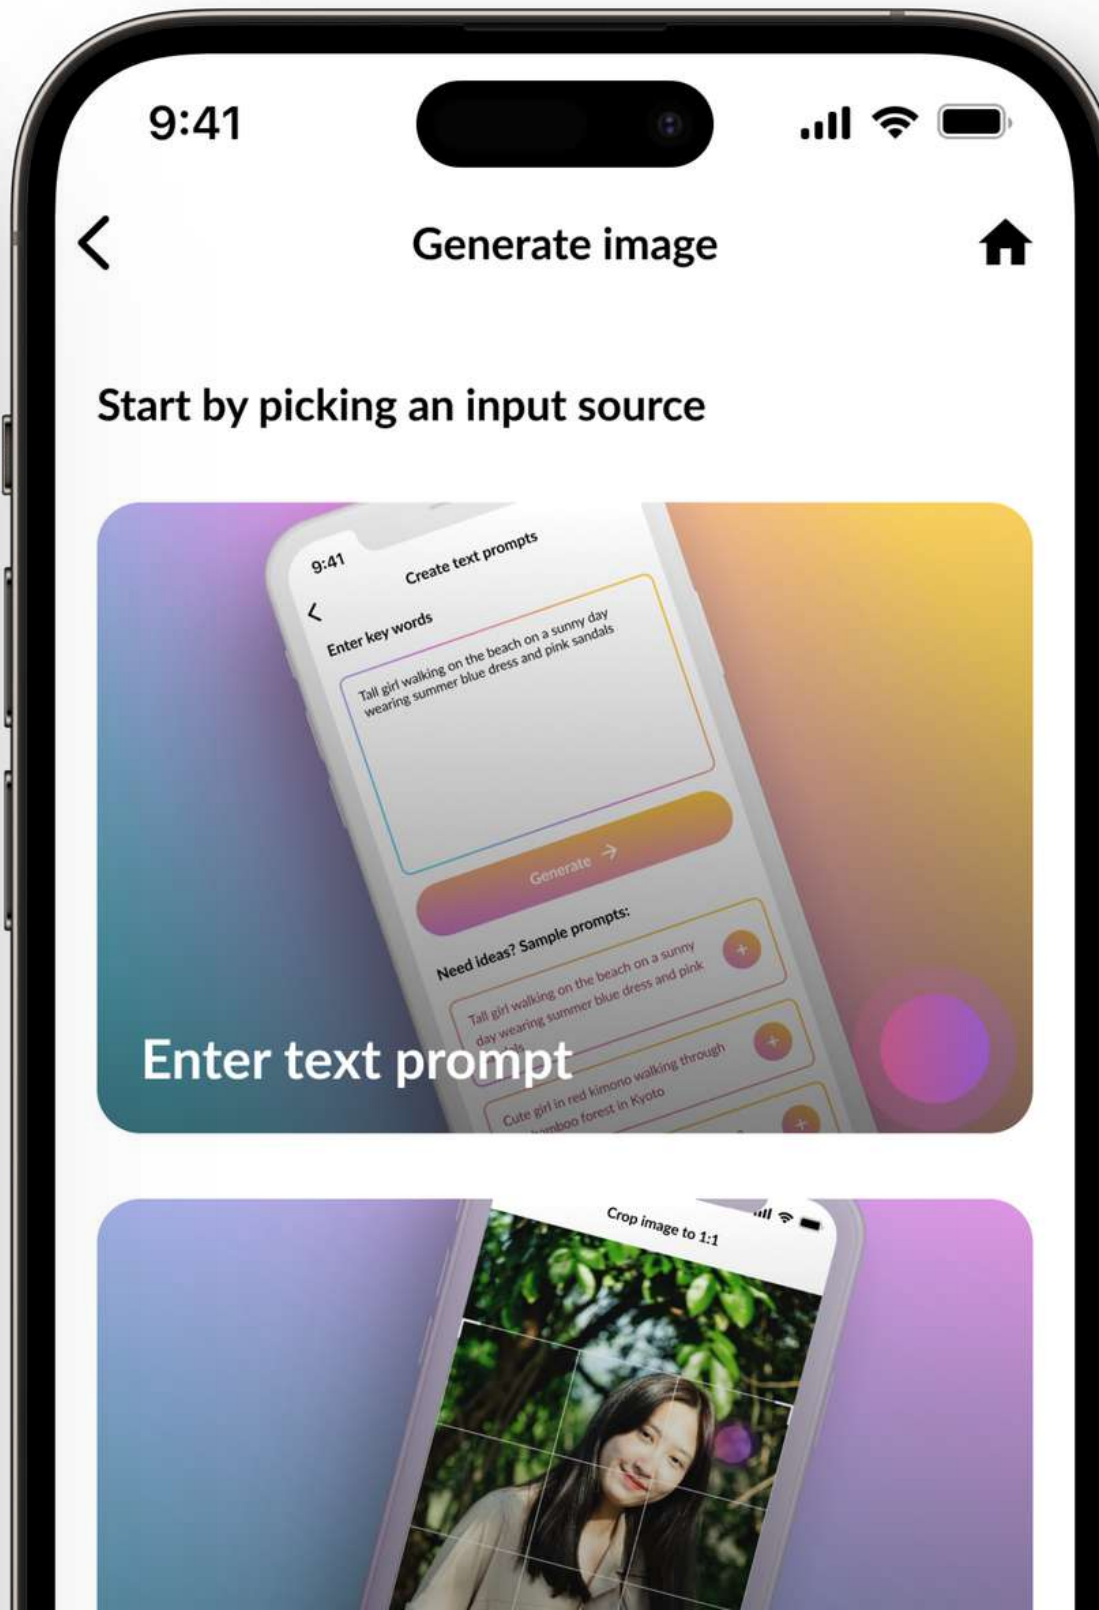 9:41
Generate image
Start by picking an input source
9:41
Create text prompts
Enter key words
Tall girl walking on the beach on a sunny day
wearing summer blue dress and pink sandals
Generate
Need ideas? Sample prompts:
Tall girl walking on the beach on a sunny
day wearing summer blue dress and pink
Cute girl in red kimono walking through
forest in Kyoto
Enter text prompt
Crop image to 1:1